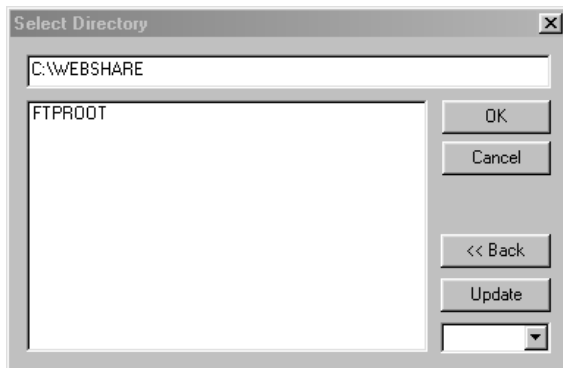 Select Directory
C:\WEBSHARE
FTPROOT
OK
Cancel
<< Back
Update